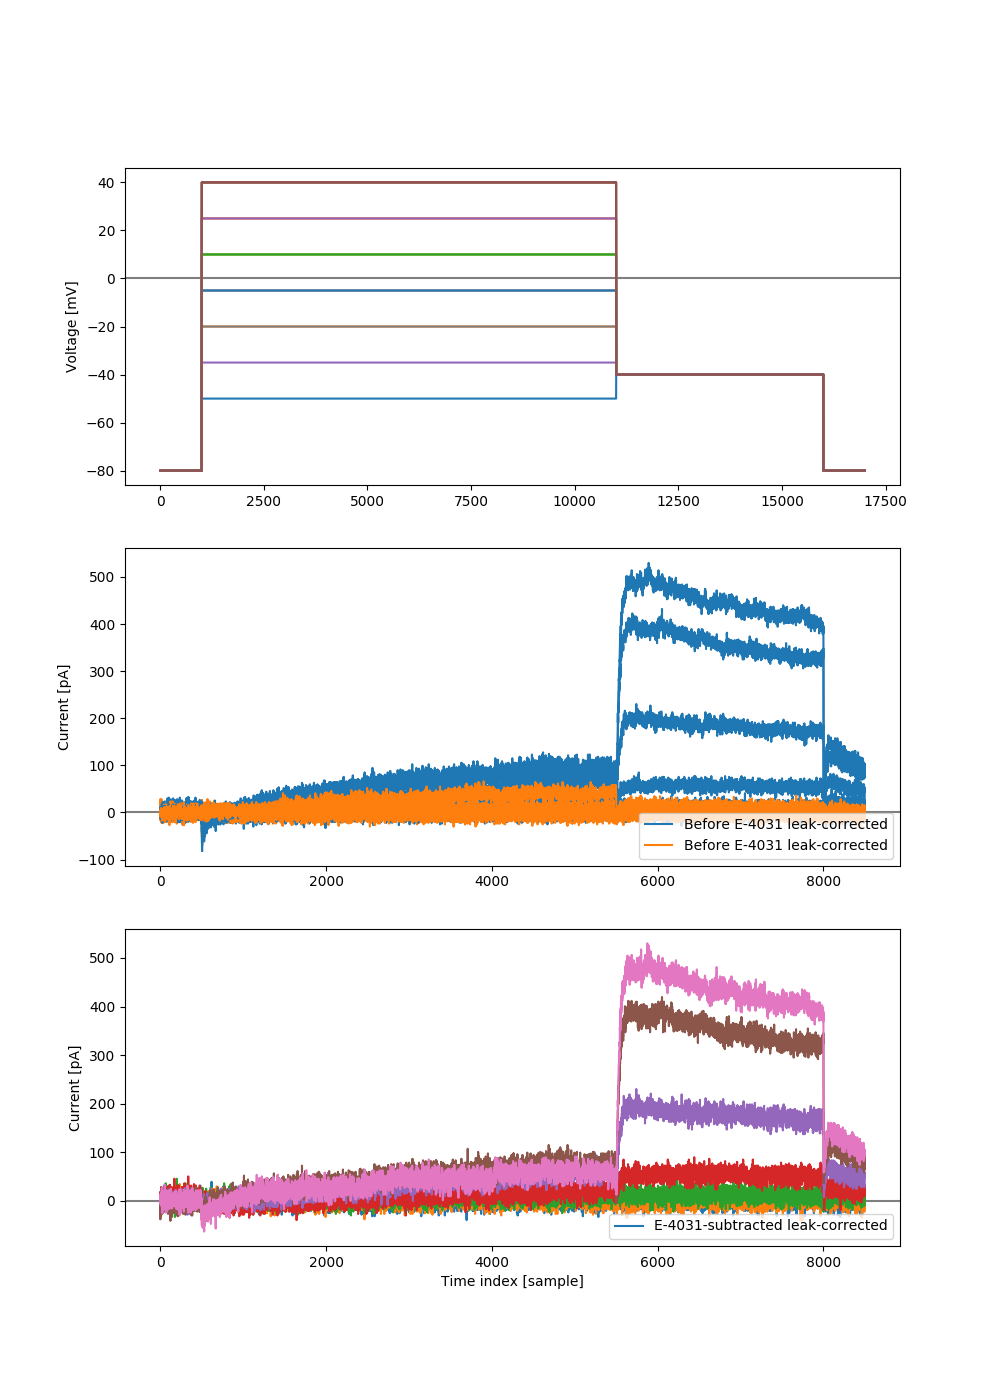 40
20
0
−20
−40
−60
−80
Voltage [mV]
0 2500 5000 7500 10000 12500 15000 17500
500
400
300
200
100
0
−100
Current [pA]
Before E-4031 leak-corrected
Before E-4031 leak-corrected
0 2000 4000 6000 8000
500
400
300
200
100
0
Current [pA]
E-4031-subtracted leak-corrected
0 2000 4000 6000 8000
Time index [sample]